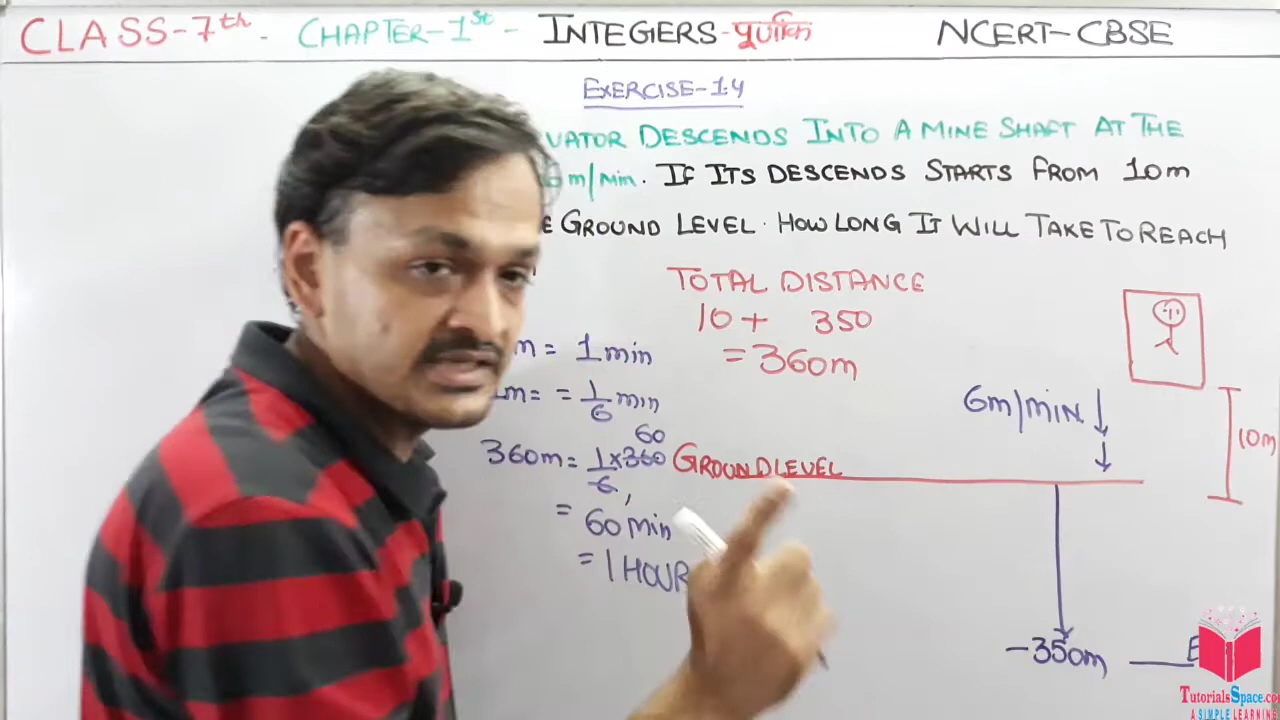 CLASS-7th. CHAPTER-1st - INTEGERS-पूर्णांक NCERT-CBSE
EXERCISE-1.4
VATOR DESCENDS INTO A MINE SHAFT AT THE
m/min. IF ITS DESCENDS STARTS FROM 10m
E GROUND LEVEL. HOW LONG IT WILL TAKE TO REACH
TOTAL DISTANCE
10 + 350
= 360m
m = 1min
1m = = 1/6 min
60
360m = 1/6 × 360
1
= 60 min
= 1 HOUR
6m/MIN.
10m
GROUND LEVEL
-350m
E
TutorialsSpace.co
A SIMPLE LEARNING